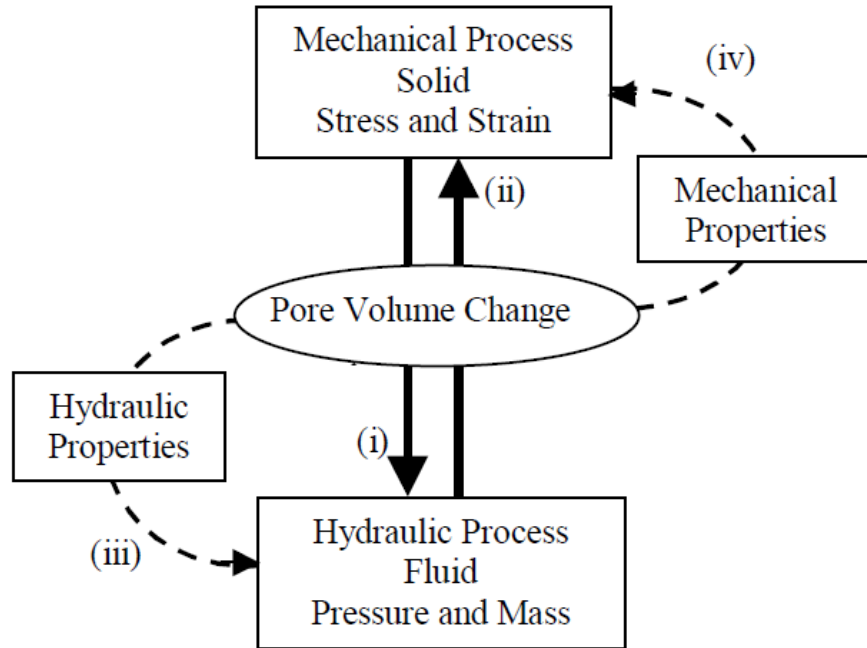 Mechanical Process
Solid
Stress and Strain
(iv)
(ii)
Mechanical
Properties
Pore Volume Change
Hydraulic
Properties
(i)
(iii)
Hydraulic Process
Fluid
Pressure and Mass